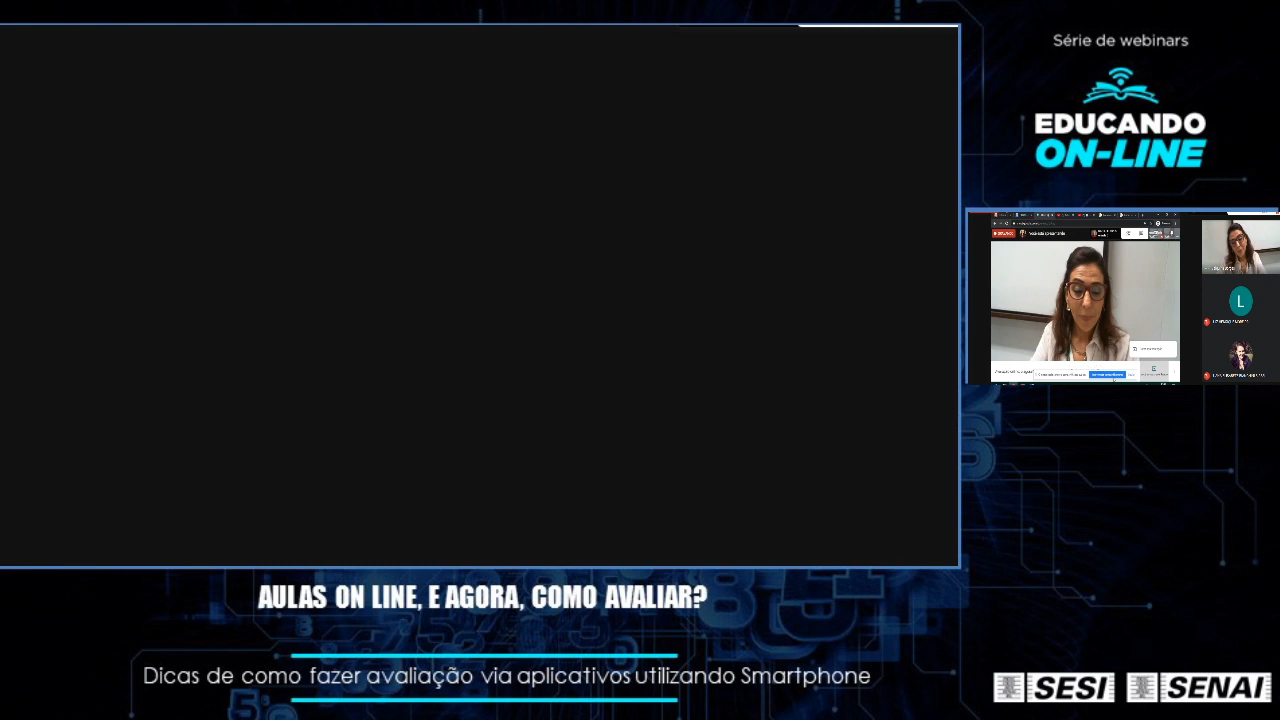 Série de webinars
EDUCANDO
ON-LINE
L
AULAS ON LINE, E AGORA, COMO AVALIAR?
Dicas de como fazer avaliação via aplicativos utilizando Smartphone
SESI
SENAI